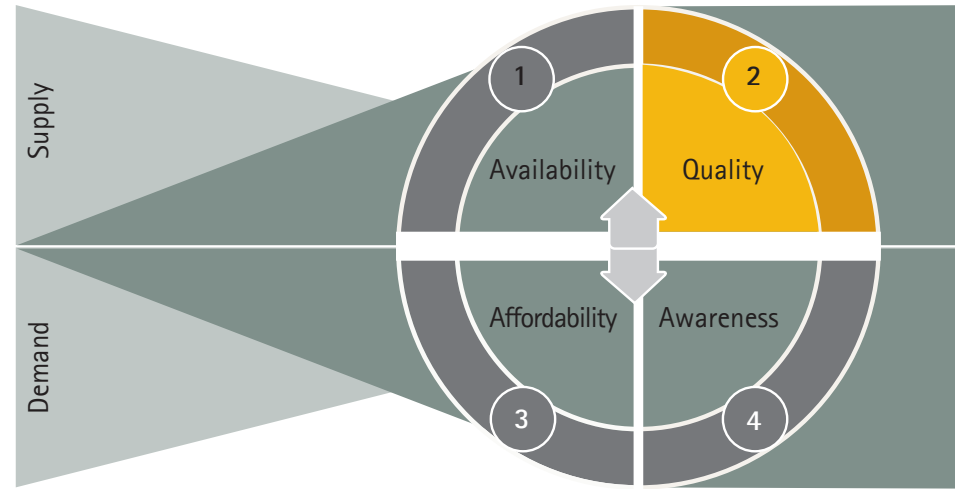 Supply
1
2
Availability
Quality
Demand
Affordability
Awareness
3
4